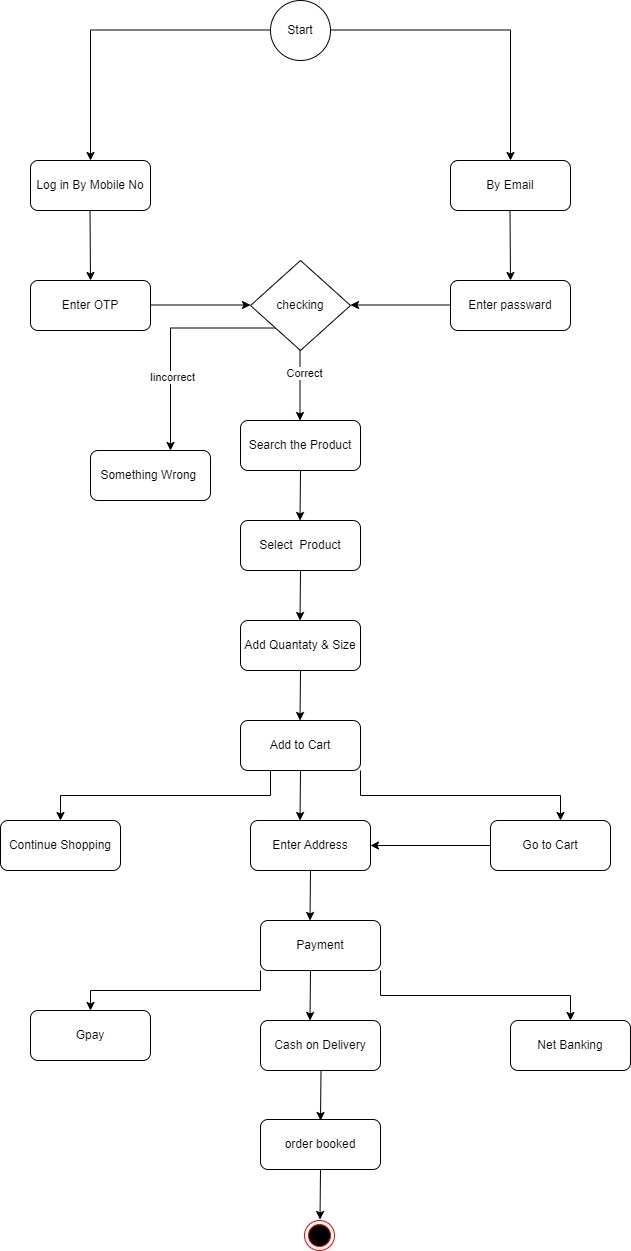 Start
Log in By Mobile No
By Email
Enter OTP
checking
Enter passward
Iincorrect
Correct
Search the Product
Something Wrong
Select  Product
Add Quantaty & Size
Add to Cart
Continue Shopping
Enter Address
Go to Cart
Payment
Gpay
Cash on Delivery
Net Banking
order booked